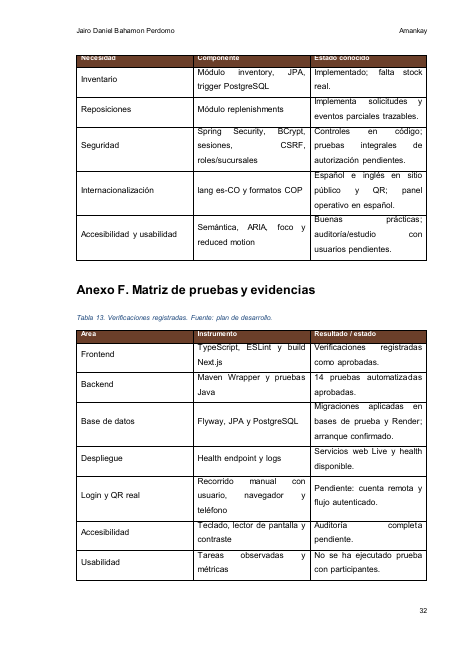 Jairo Daniel Bahamon Perdomo Amankay
Necesidad Componente Estado conocido
Inventario
Módulo inventory, JPA,
trigger PostgreSQL
Implementado; falta stock
real.
Reposiciones
Módulo replenishments
Implementa solicitudes y
eventos parciales trazables.
Seguridad
Spring Security, BCrypt,
sesiones, CSRF,
roles/sucursales
Controles en código;
pruebas integrales de
autorización pendientes.
Internacionalización
lang es-CO y formatos COP
Español e inglés en sitio
público y QR; panel
operativo en español.
Accesibilidad y usabilidad
Semántica, ARIA, foco y
reduced motion
Buenas prácticas;
auditoría/estudio con
usuarios pendientes.
Anexo F. Matriz de pruebas y evidencias
Tabla 13. Verificaciones registradas. Fuente: plan de desarrollo.
Área Instrumento Resultado / estado
Frontend
TypeScript, ESLint y build
Next.js
Verificaciones registradas
como aprobadas.
Backend
Maven Wrapper y pruebas
Java
14 pruebas automatizadas
aprobadas.
Base de datos
Flyway, JPA y PostgreSQL
Migraciones aplicadas en
bases de prueba y Render;
arranque confirmado.
Despliegue
Health endpoint y logs
Servicios web Live y health
disponible.
Login y QR real
Recorrido manual con
usuario, navegador y
teléfono
Pendiente: cuenta remota y
flujo autenticado.
Accesibilidad
Teclado, lector de pantalla y
contraste
Auditoría completa
pendiente.
Usabilidad
Tareas observadas y
métricas
No se ha ejecutado prueba
con participantes.
32